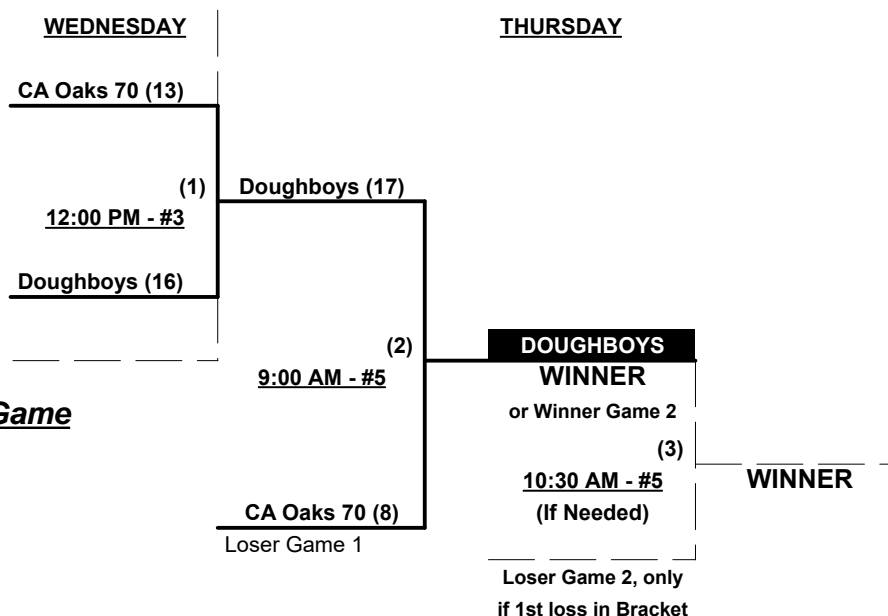 WEDNESDAY
THURSDAY
CA Oaks 70 (13)
(1)
Doughboys (17)
12:00 PM - #3
Doughboys (16)
(2)
DOUGHBOYS
9:00 AM - #5
WINNER
or Winner Game 2
Game
(3)
10:30 AM - #5
WINNER
(If Needed)
CA Oaks 70 (8)
Loser Game 1
Loser Game 2, only
if 1st loss in Bracket